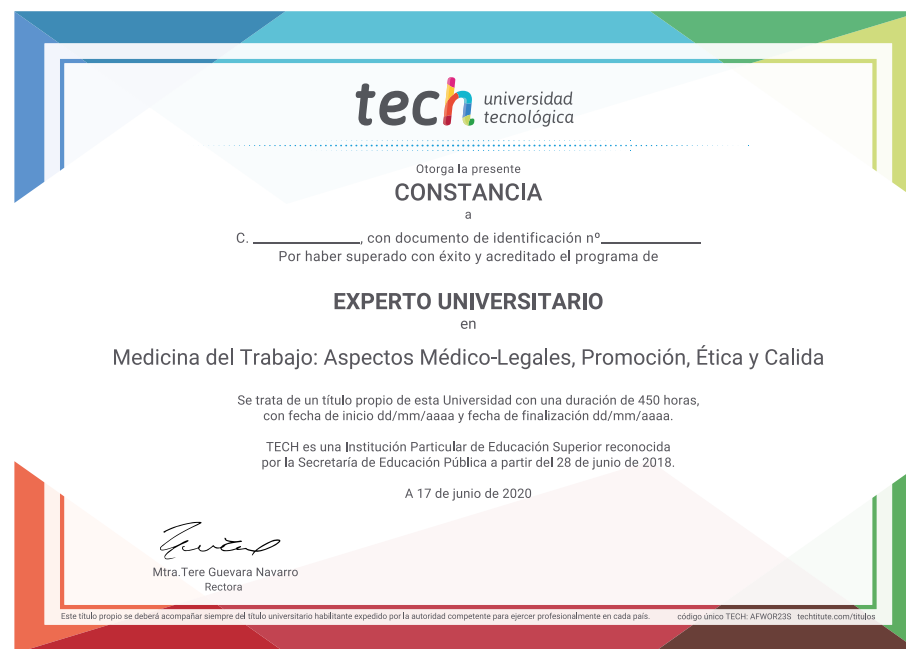 tech universidad
tecnológica
Otorga la presente
CONSTANCIA
a
C. ____________, con documento de identificación nº____________
Por haber superado con éxito y acreditado el programa de
EXPERTO UNIVERSITARIO
en
Medicina del Trabajo: Aspectos Médico-Legales, Promoción, Ética y Calida
Se trata de un título propio de esta Universidad con una duración de 450 horas,
con fecha de inicio dd/mm/aaaa y fecha de finalización dd/mm/aaaa.
TECH es una Institución Particular de Educación Superior reconocida
por la Secretaría de Educación Pública a partir del 28 de junio de 2018.
A 17 de junio de 2020
Mtra.Tere Guevara Navarro
Rectora
Este título propio se deberá acompañar siempre del título universitario habilitante expedido por la autoridad competente para ejercer profesionalmente en cada país. código único TECH: AFWOR23S techtitute.com/titulos